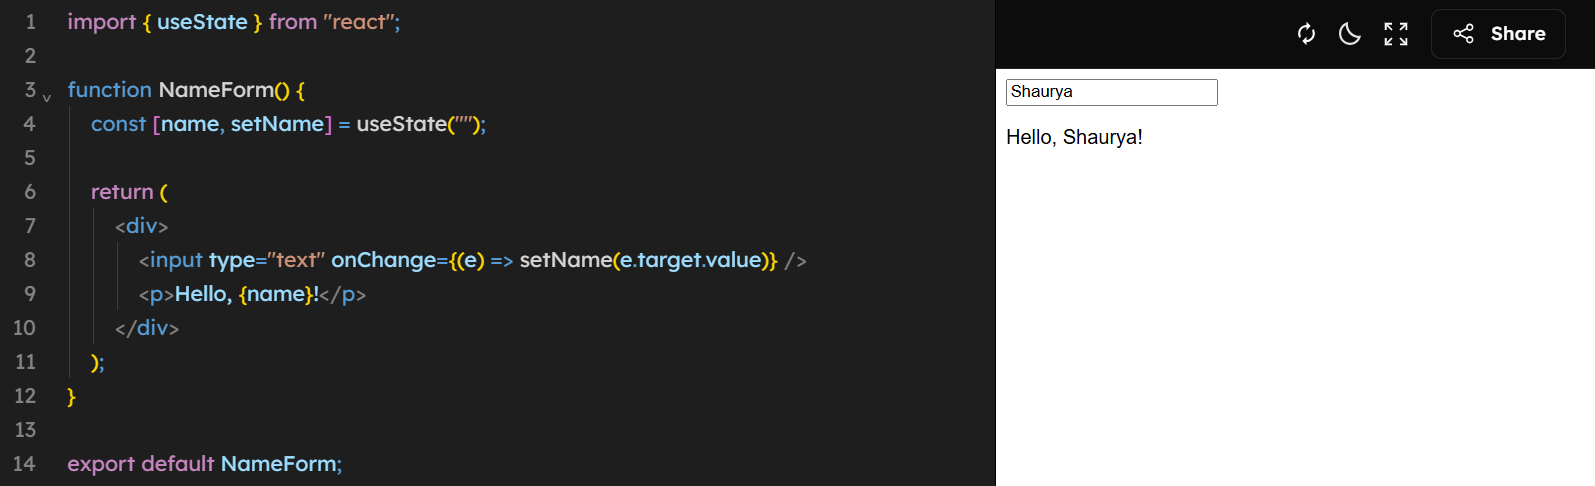 1 import { useState } from "react";
2
3 function NameForm() {
4 const [name, setName] = useState("");
5
6 return (
7 <div>
8 <input type="text" onChange={(e) => setName(e.target.value)} />
9 <p>Hello, {name}!</p>
10 </div>
11 );
12 }
13
14 export default NameForm;
Share
Shaurya
Hello, Shaurya!